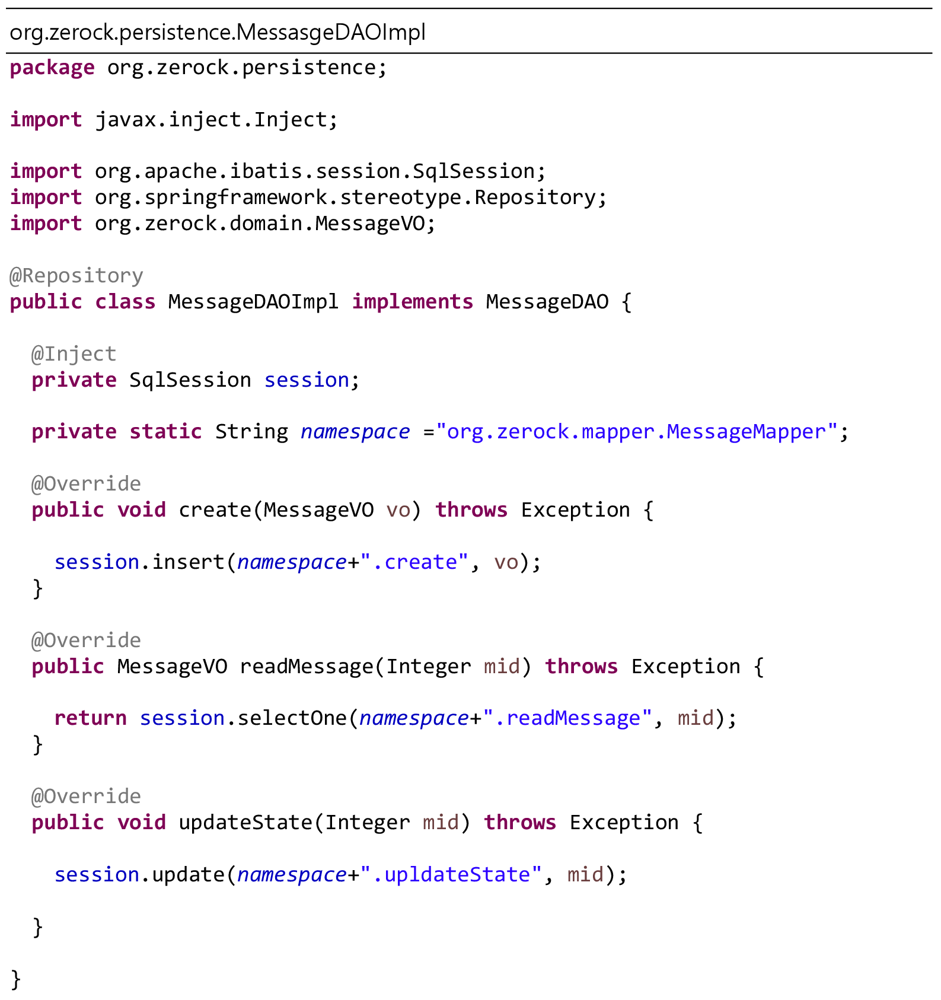 org.zerock.persistence.MessasgeDAOImpl
package org.zerock.persistence;
import javax.inject.Inject;
import org.apache.ibatis.session.SqlSession;
import org.springframework.stereotype.Repository;
import org.zerock.domain.MessageVO;
@Repository
public class MessageDAOImpl implements MessageDAO {
@Inject
private SqlSession session;
private static String namespace ="org.zerock.mapper.MessageMapper";
@Override
public void create(MessageVO vo) throws Exception {
session.insert(namespace+".create", vo);
}
@Override
public MessageVO readMessage(Integer mid) throws Exception {
return session.selectOne(namespace+".readMessage", mid);
}
@Override
public void updateState(Integer mid) throws Exception {
session.update(namespace+".upldateState", mid);
}
}